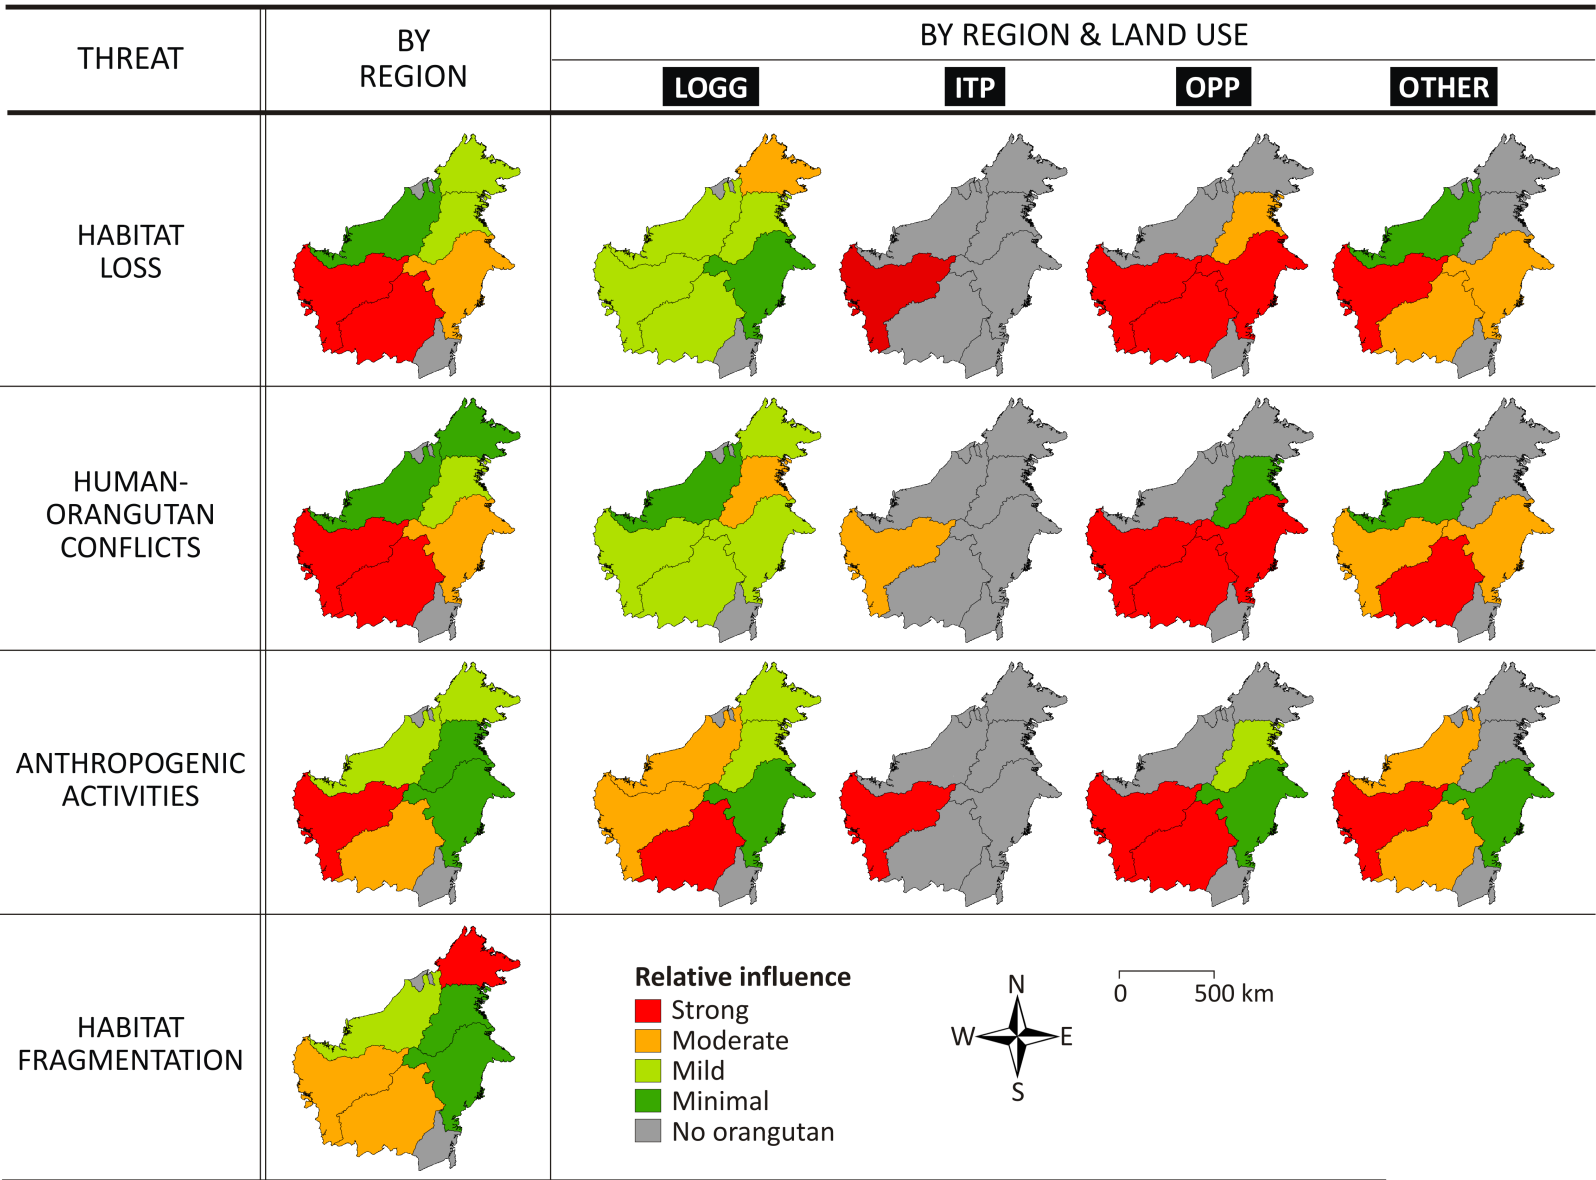 THREAT
BY
REGION
BY REGION & LAND USE
LOGG
ITP
OPP
OTHER
HABITAT
LOSS
HUMAN-
ORANGUTAN
CONFLICTS
ANTHROPOGENIC
ACTIVITIES
HABITAT
FRAGMENTATION
Relative influence
Strong
Moderate
Mild
Minimal
No orangutan
N
W
E
S
0
500 km